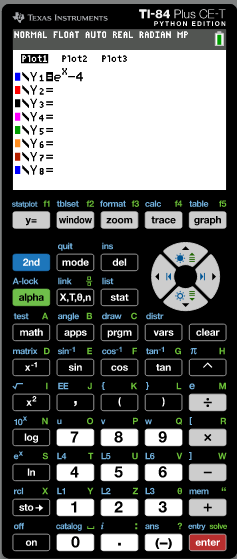 TEXAS INSTRUMENTS TI-84 Plus CE-T
PYTHON EDITION
NORMAL FLOAT AUTO REAL RADIAN MP
Plot1 Plot2 Plot3
\Y1=eX-4
\Y2=
\Y3=
\Y4=
\Y5=
\Y6=
\Y7=
\Y8=
statplot f1 tblset f2 format f3 calc f4 table f5
y= window zoom trace graph
quit ins
2nd mode del
A-lock link list
alpha X,T,θ,n stat
test A angle B draw C distr
math apps prgm vars clear
matrix D sin-1 E cos-1 F tan-1 G π H
x-1 sin cos tan ^
√ I EE J { K } L e M
x2 , ( ) ÷
10x N u O v P w Q [ R
log 7 8 9 ×
ex S L4 T L5 U L6 V ] W
ln 4 5 6 −
rcl X L1 Y L2 Z L3 θ mem "
sto→ 1 2 3 +
off catalog ⎵ i : ans ? entry solve
on 0 . (−) enter